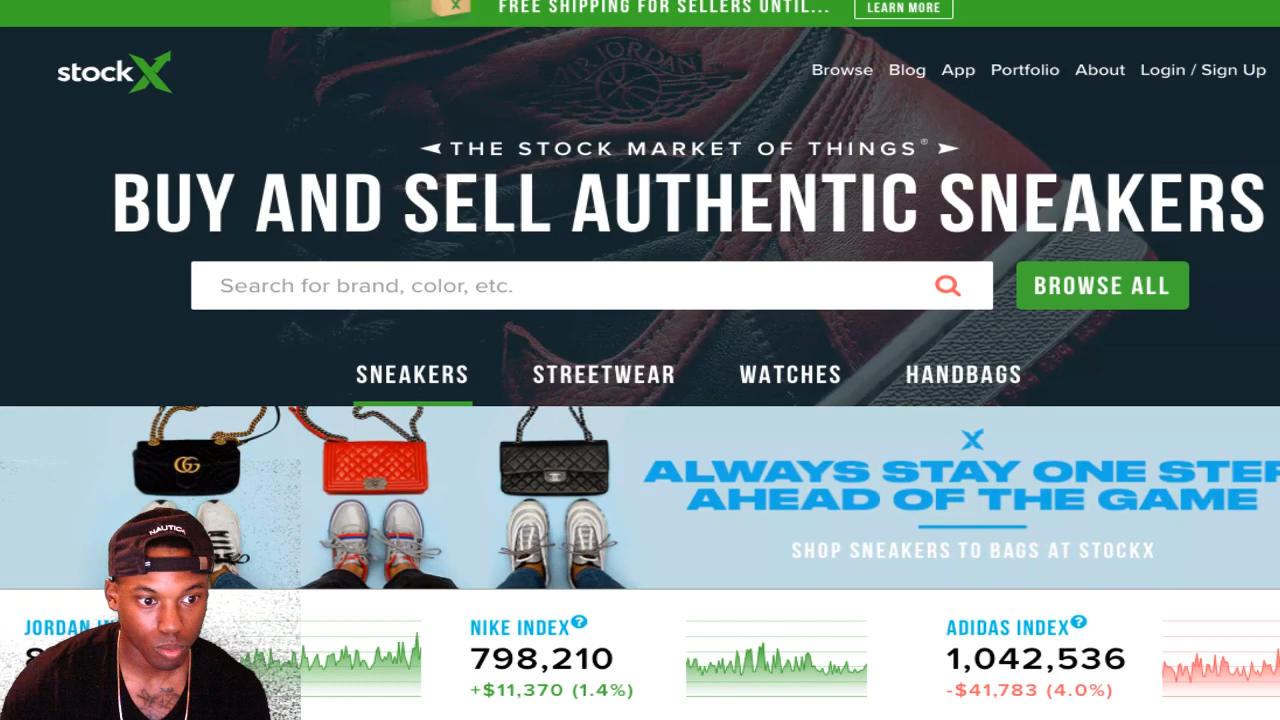 FREE SHIPPING FOR SELLERS UNTIL...
LEARN MORE
stockX
Browse Blog App Portfolio About Login / Sign Up
AIR JORDAN
THE STOCK MARKET OF THINGS®
BUY AND SELL AUTHENTIC SNEAKERS
Search for brand, color, etc.
BROWSE ALL
SNEAKERS STREETWEAR WATCHES HANDBAGS
X
ALWAYS STAY ONE STEP
AHEAD OF THE GAME
SHOP SNEAKERS TO BAGS AT STOCKX
NAUTICA
JORDAN
NIKE INDEX?
798,210
+$11,370 (1.4%)
ADIDAS INDEX?
1,042,536
-$41,783 (4.0%)